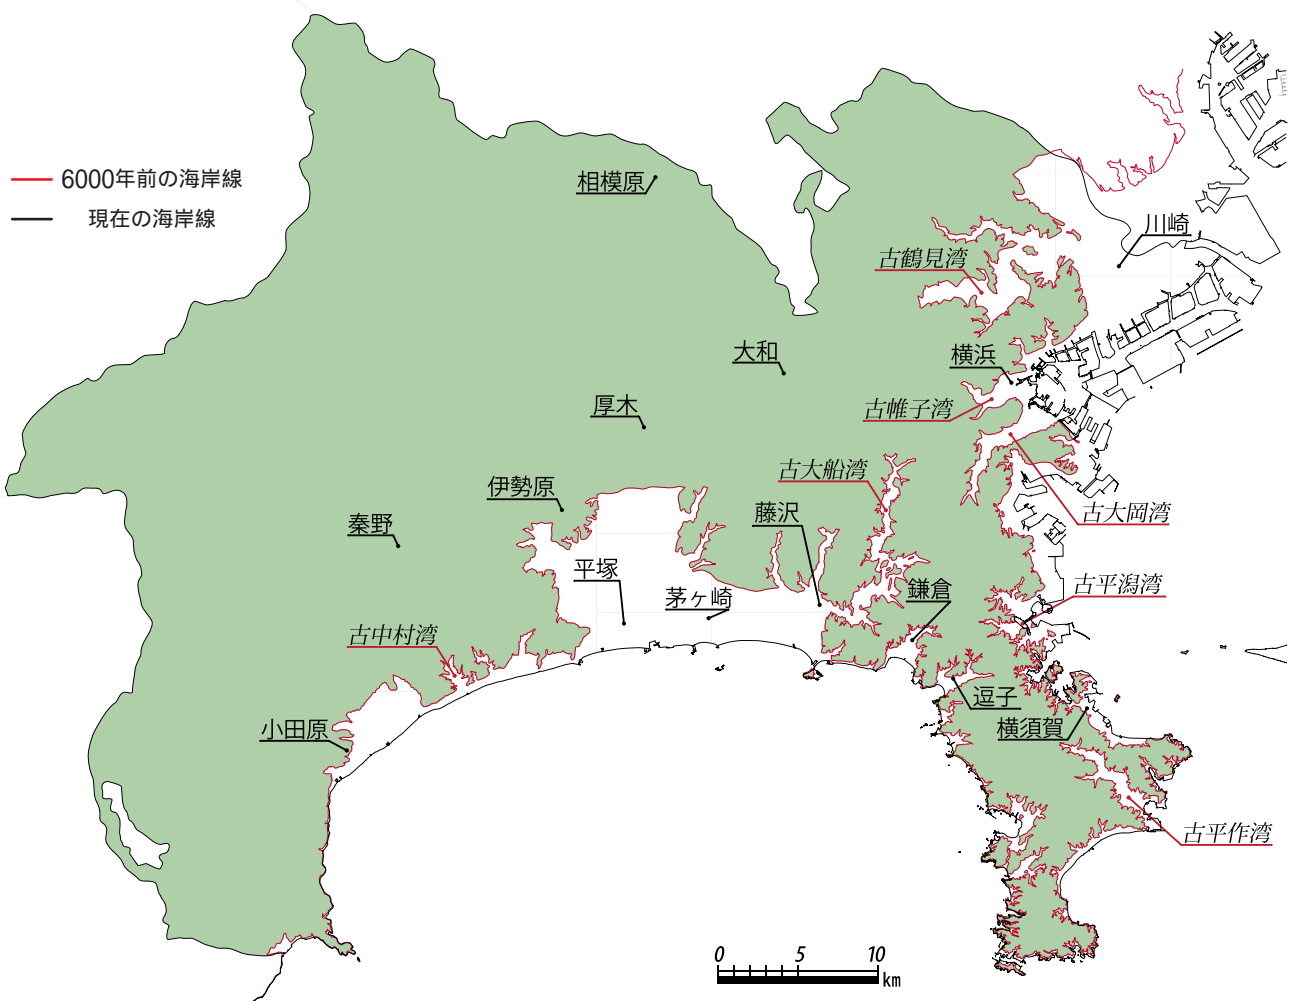 6000年前の海岸線
現在の海岸線
相模原
川崎
古鶴見湾
大和
横浜
厚木
古帷子湾
古大船湾
伊勢原
藤沢
古大岡湾
秦野
平塚
茅ヶ崎
鎌倉
古平潟湾
古中村湾
逗子
小田原
横須賀
古平作湾
0 5 10
km